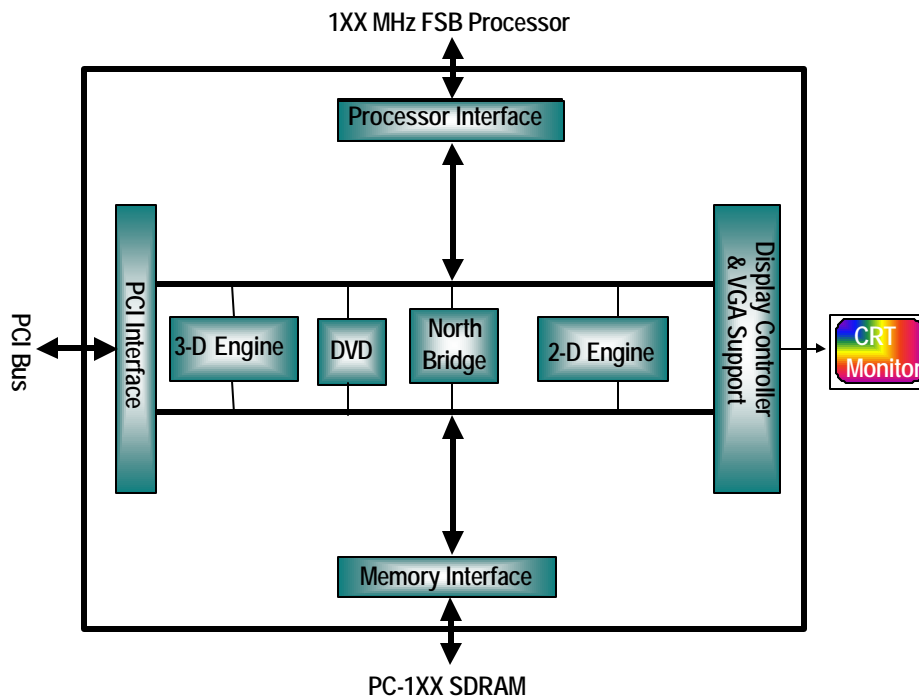 1XX MHz FSB Processor
Processor Interface
PCI Bus
PCI Interface
3-D Engine
DVD
North
Bridge
2-D Engine
Display Controller
& VGA Support
CRT
Monitor
Memory Interface
PC-1XX SDRAM